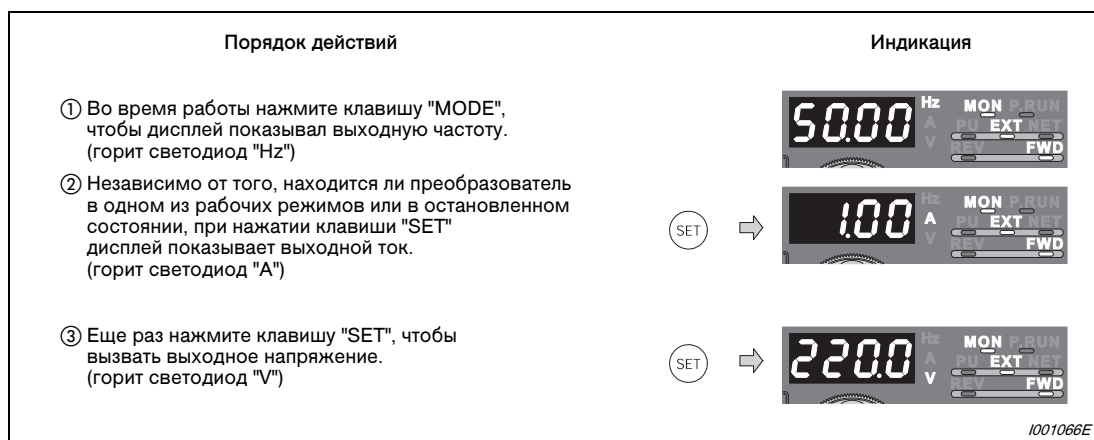 Порядок действий
Индикация
① Во время работы нажмите клавишу "MODE",
чтобы дисплей показывал выходную частоту.
(горит светодиод "Hz")
50.00 Hz A V MON P.RUN PU EXT NET REV FWD
② Независимо от того, находится ли преобразователь
в одном из рабочих режимов или в остановленном
состоянии, при нажатии клавиши "SET"
дисплей показывает выходной ток.
(горит светодиод "A")
SET
1.00 Hz A V MON P.RUN PU EXT NET REV FWD
③ Еще раз нажмите клавишу "SET", чтобы
вызвать выходное напряжение.
(горит светодиод "V")
SET
220.0 Hz A V MON P.RUN PU EXT NET REV FWD
I001066E